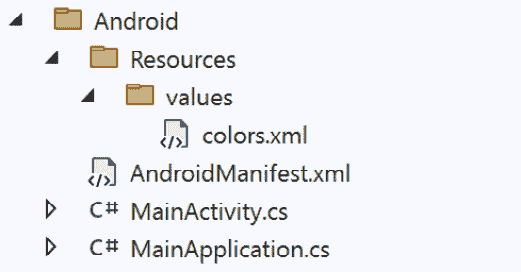 Android
Resources
values
colors.xml
AndroidManifest.xml
C# MainActivity.cs
C# MainApplication.cs